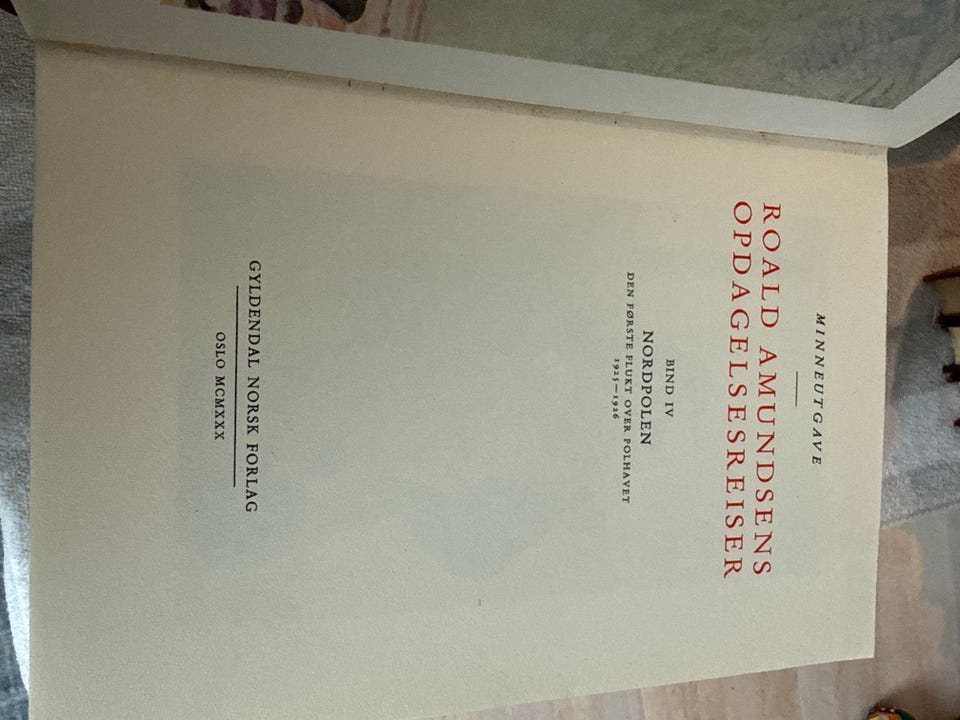 MINNEUTGAVE
ROALD AMUNDSENS
OPDAGELSESREISER
BIND IV
NORDPOLEN
DEN FØRSTE FLUKT OVER POLHAVET
1925—1926
GYLDENDAL NORSK FORLAG
OSLO MCMXXX